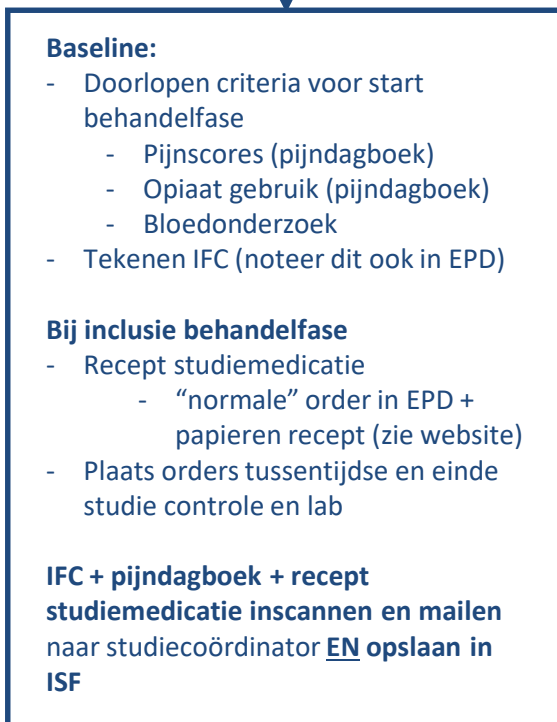 Baseline:
- Doorlopen criteria voor start
behandelfase
- Pijnscores (pijndagboek)
- Opiaat gebruik (pijndagboek)
- Bloedonderzoek
- Tekenen IFC (noteer dit ook in EPD)
Bij inclusie behandelfase
- Recept studiemedicatie
- “normale” order in EPD +
papieren recept (zie website)
- Plaats orders tussentijdse en einde
studie controle en lab
IFC + pijndagboek + recept
studiemedicatie inscannen en mailen
naar studiecoördinator EN opslaan in
ISF